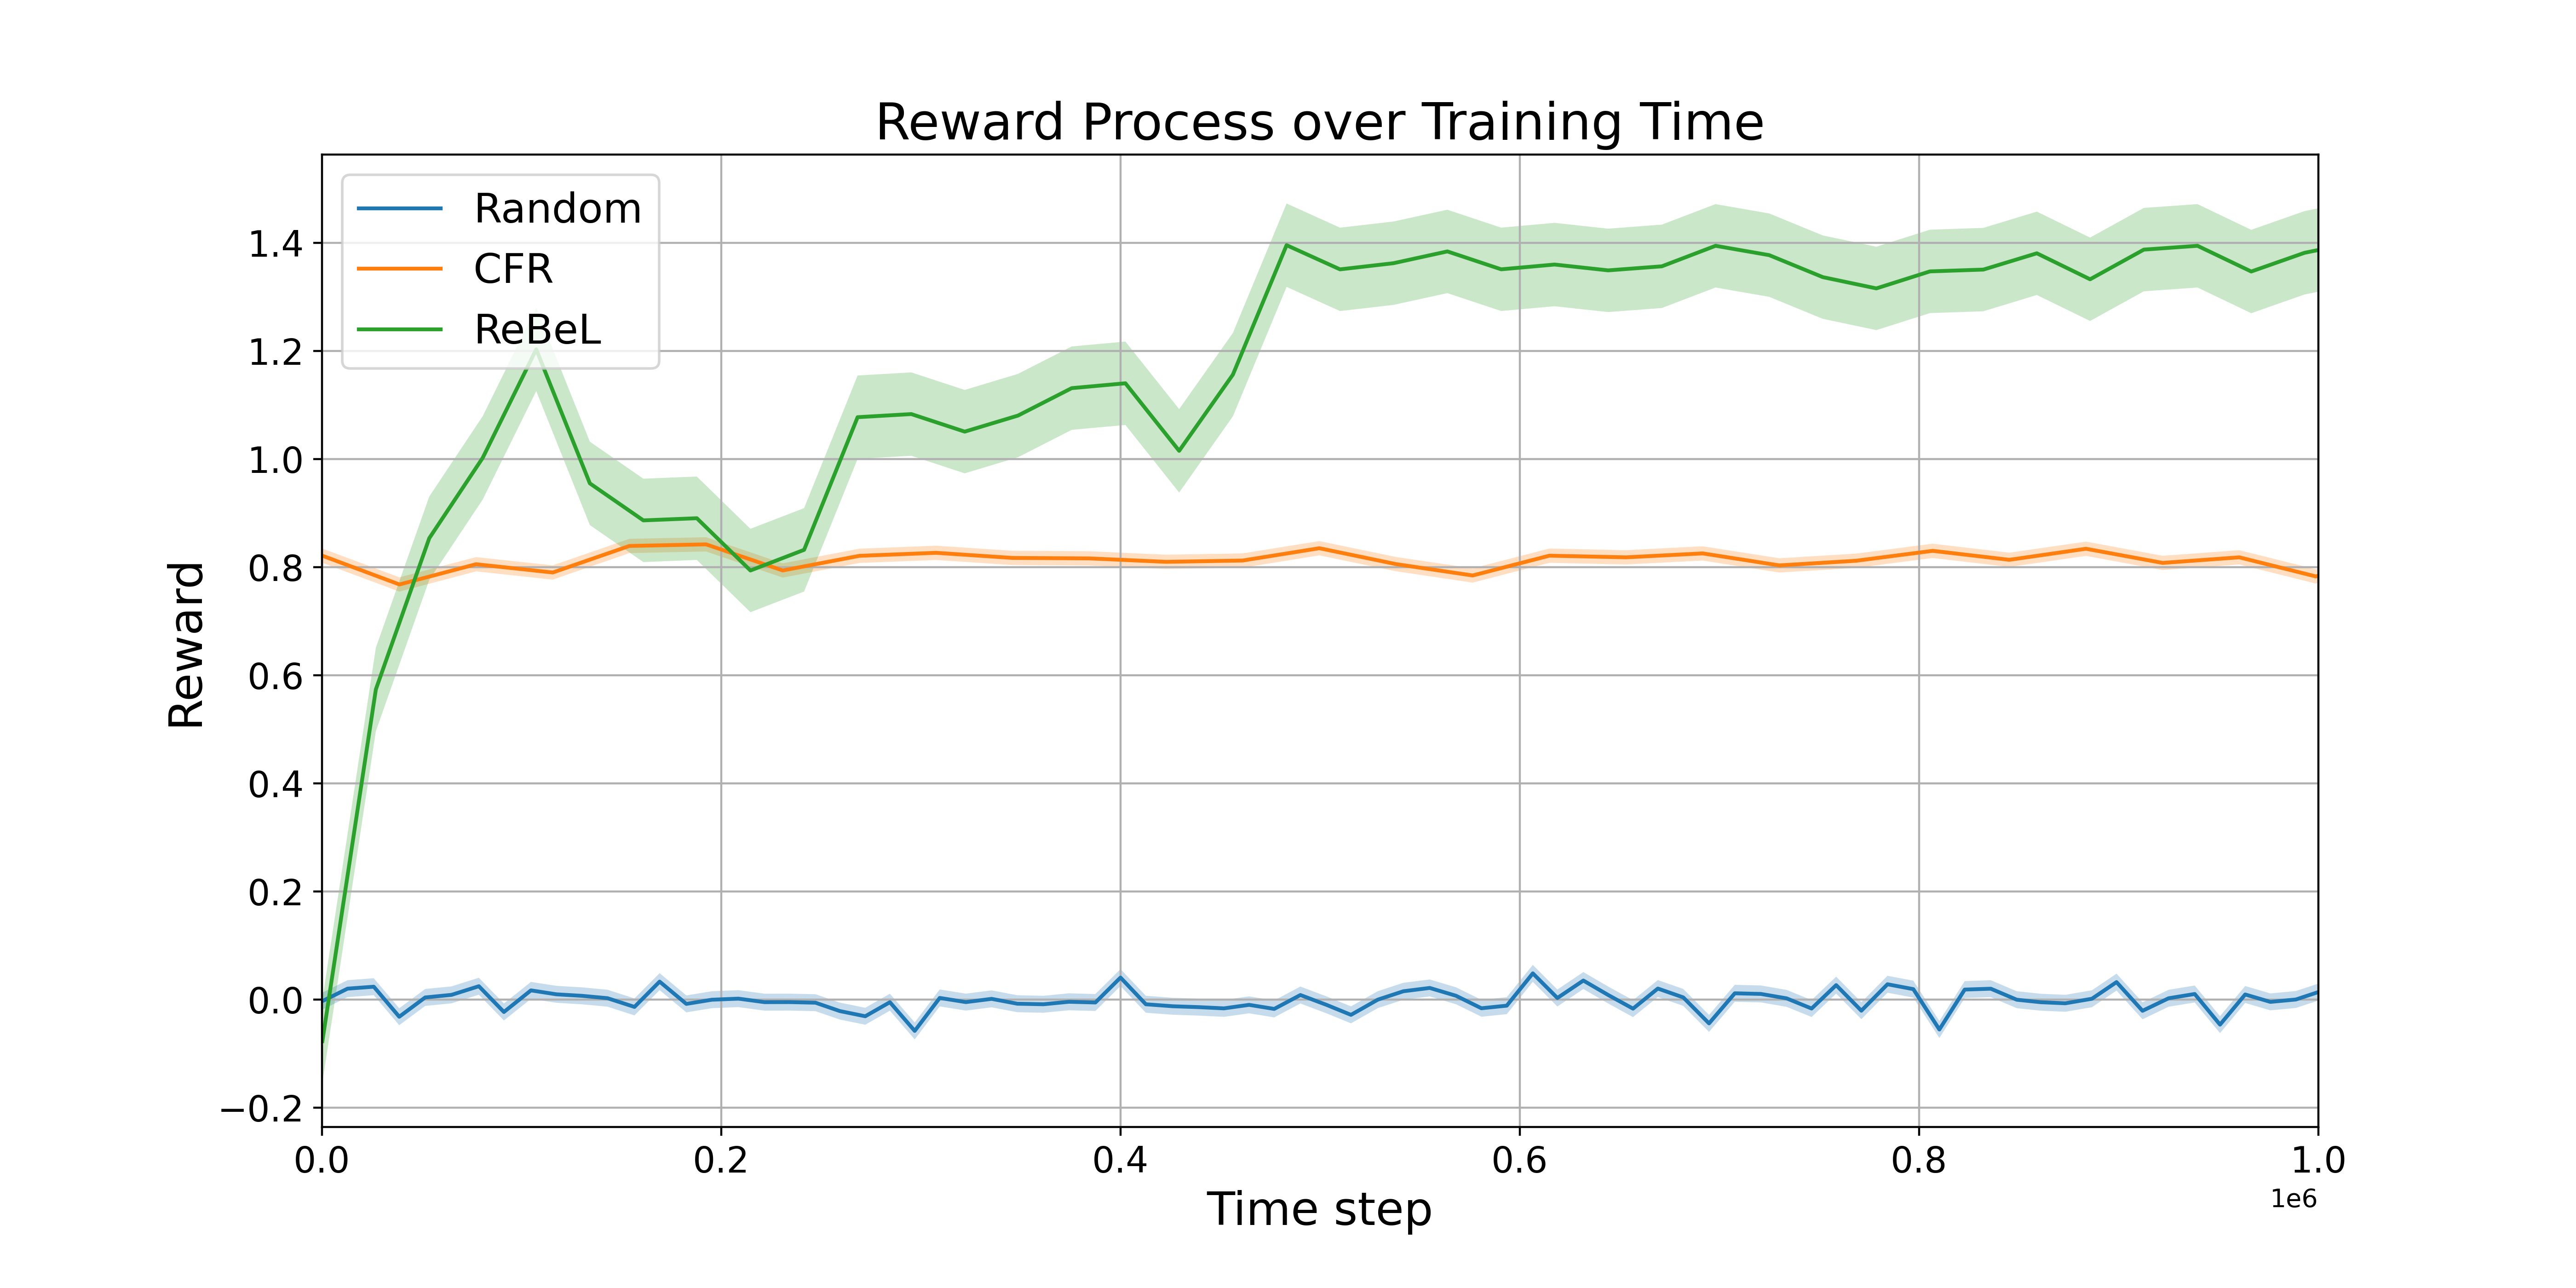 Reward Process over Training Time
Random
CFR
ReBeL
Reward
1.4
1.2
1.0
0.8
0.6
0.4
0.2
0.0
−0.2
0.0 0.2 0.4 0.6 0.8 1.0
1e6
Time step